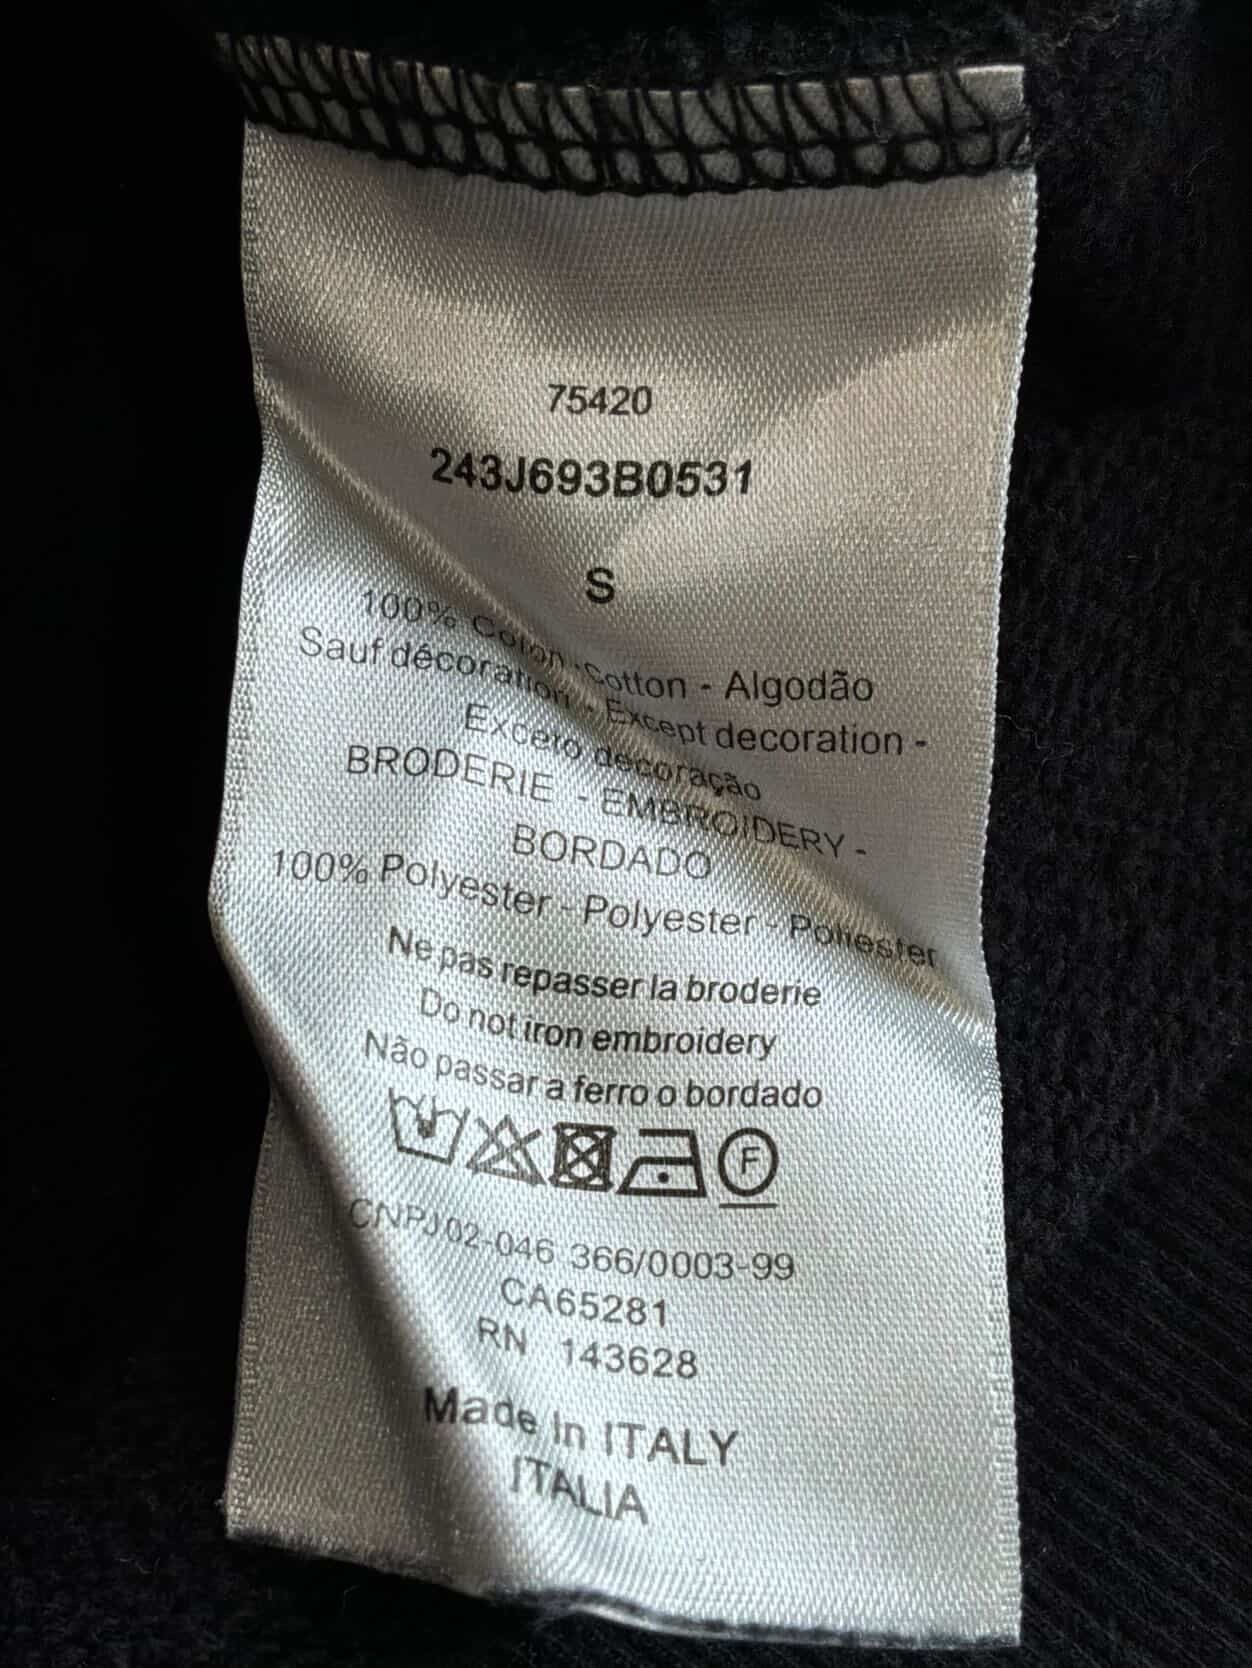 75420
243J693B0531
S
100% Coton - Cotton - Algodão
Sauf décoration - Except decoration -
Exceto decoração
BRODERIE - EMBROIDERY -
BORDADO
100% Polyester - Polyester - Poliester
Ne pas repasser la broderie
Do not iron embroidery
Não passar a ferro o bordado
F
CNPJ02-046 366/0003-99
CA65281
RN 143628
Made In ITALY
ITALIA